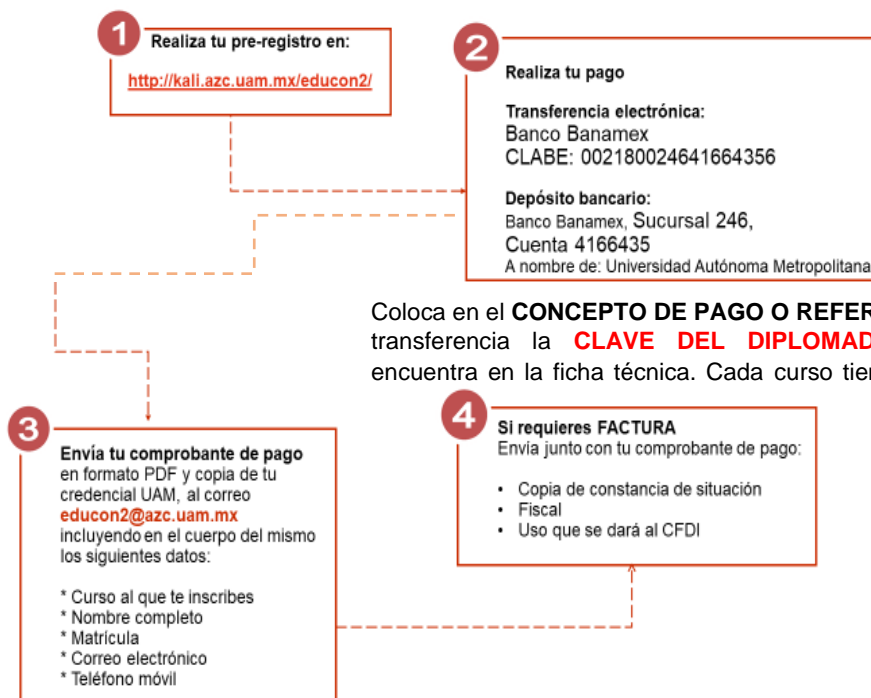 1
Realiza tu pre-registro en:
http://kali.azc.uam.mx/educon2/
2
Realiza tu pago
Transferencia electrónica:
Banco Banamex
CLABE: 002180024641664356
Depósito bancario:
Banco Banamex, Sucursal 246,
Cuenta 4166435
A nombre de: Universidad Autónoma Metropolitana
Coloca en el CONCEPTO DE PAGO O
transferencia la CLAVE DEL
encuentra en la ficha técnica. Cada curso
3
Envía tu comprobante de pago
en formato PDF y copia de tu
credencial UAM, al correo
educon2@azc.uam.mx
incluyendo en el cuerpo del mismo
los siguientes datos:
* Curso al que te inscribes
* Nombre completo
* Matrícula
* Correo electrónico
* Teléfono móvil
4
Si requieres FACTURA
Envía junto con tu comprobante de pago:
• Copia de constancia de situación
• Fiscal
• Uso que se dará al CFDI